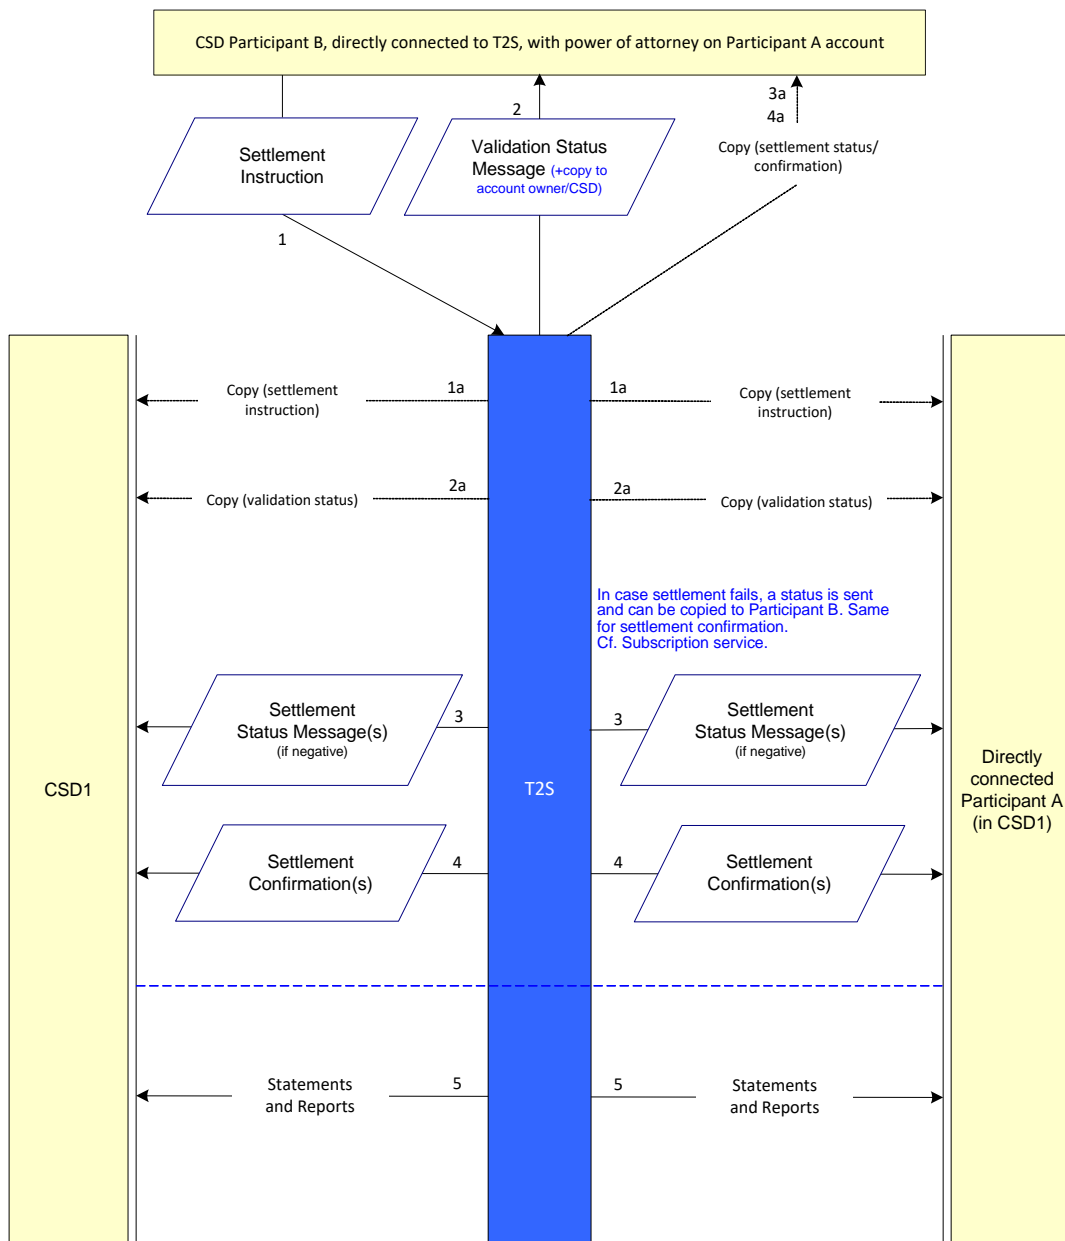 CSD Participant B, directly connected to T2S, with power of attorney on Participant A account
Settlement
Instruction
1
2
Validation Status
Message (+copy to
account owner/CSD)
3a
4a
Copy (settlement status/
confirmation)
Copy (settlement
instruction)
1a
1a
Copy (settlement
instruction)
Copy (validation status)
2a
2a
Copy (validation status)
In case settlement fails, a status is sent
and can be copied to Participant B. Same
for settlement confirmation.
Cf. Subscription service.
Settlement
Status Message(s)
(if negative)
3
3
Settlement
Status Message(s)
(if negative)
CSD1
T2S
Directly
connected
Participant A
(in CSD1)
Settlement
Confirmation(s)
4
4
Settlement
Confirmation(s)
Statements
and Reports
5
5
Statements
and Reports